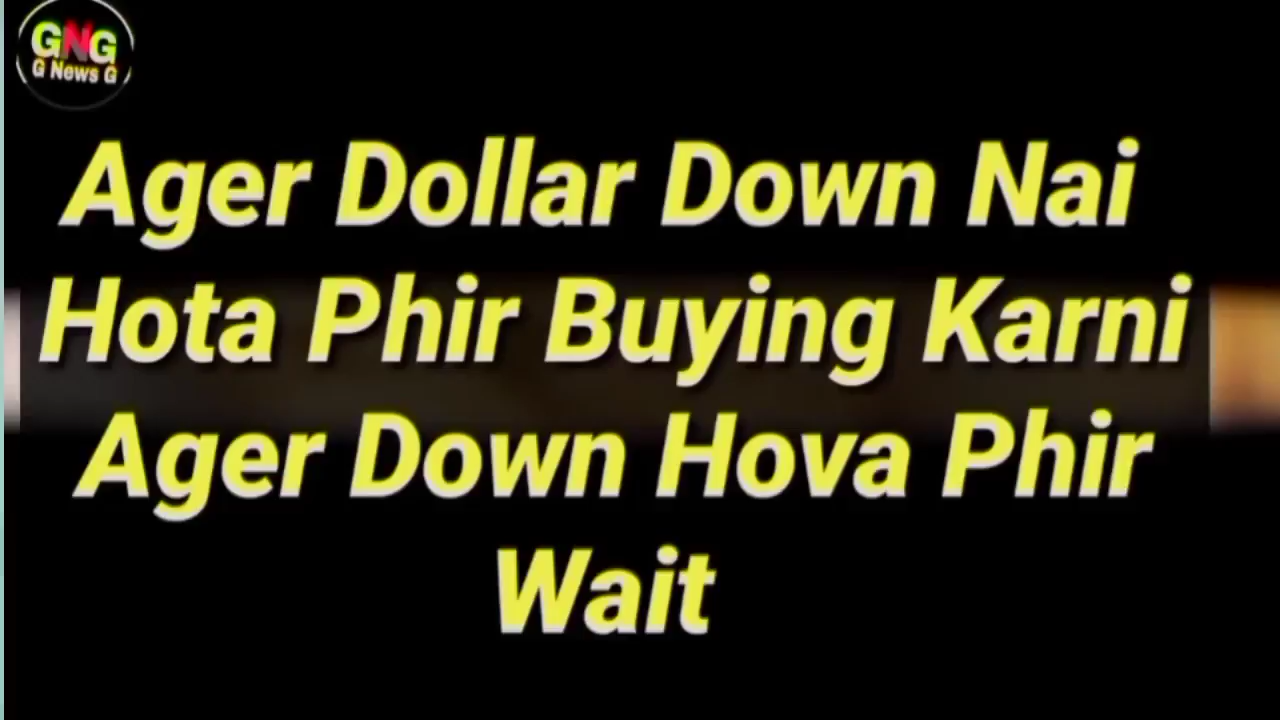 GNG
G News G
Ager Dollar Down Nai
Hota Phir Buying Karni
Ager Down Hova Phir
Wait